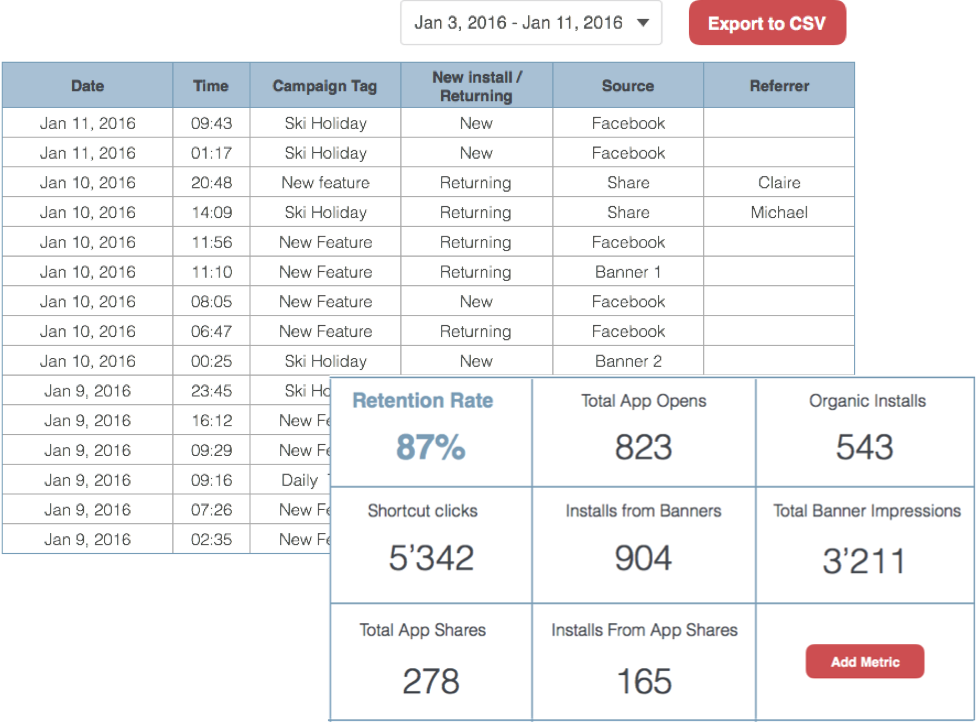 Jan 3, 2016 - Jan 11, 2016 Export to CSV
Date Time Campaign Tag New install / Returning Source Referrer
Jan 11, 2016 09:43 Ski Holiday New Facebook
Jan 11, 2016 01:17 Ski Holiday New Facebook
Jan 10, 2016 20:48 New feature Returning Share Claire
Jan 10, 2016 14:09 Ski Holiday Returning Share Michael
Jan 10, 2016 11:56 New Feature Returning Facebook
Jan 10, 2016 11:10 New Feature Returning Banner 1
Jan 10, 2016 08:05 New Feature New Facebook
Jan 10, 2016 06:47 New Feature Returning Facebook
Jan 10, 2016 00:25 Ski Holiday New Banner 2
Jan 9, 2016 23:45 Ski
Jan 9, 2016 16:12 New
Jan 9, 2016 09:29 New
Jan 9, 2016 09:16 Daily
Jan 9, 2016 07:26 New
Jan 9, 2016 02:35 New
Retention Rate Total App Opens Organic Installs
87% 823 543
Shortcut clicks Installs from Banners Total Banner Impressions
5’342 904 3’211
Total App Shares Installs From App Shares
278 165 Add Metric